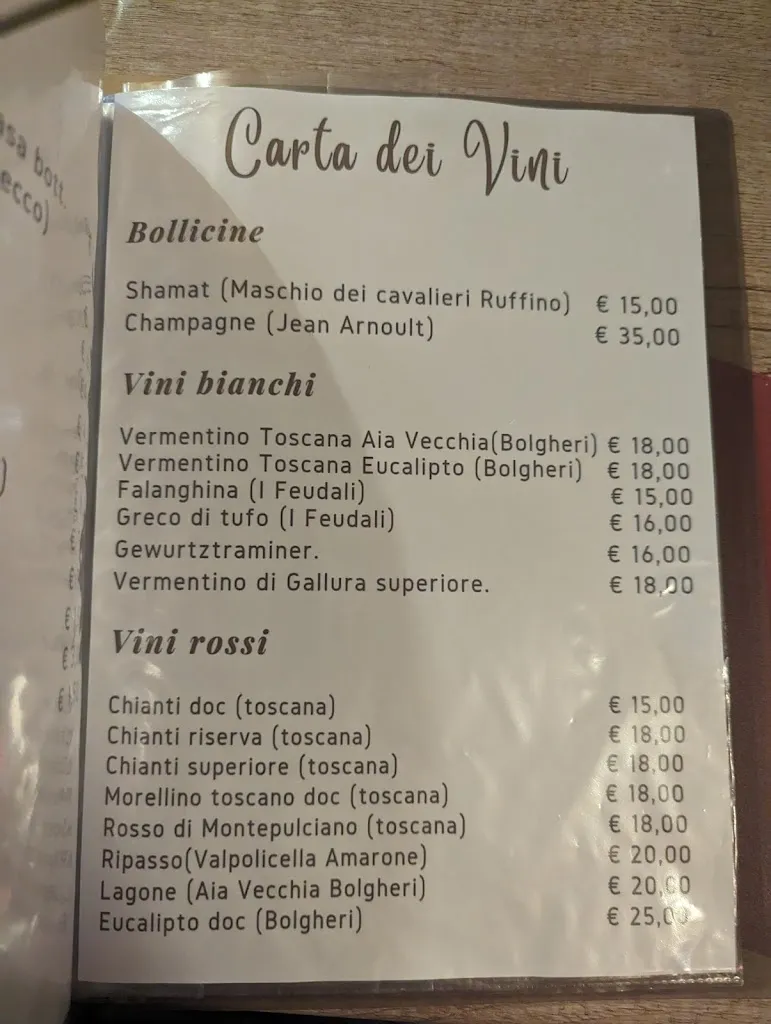 asa bott.
ecco)
)
€
€
€
€
Carta dei Vini
Bollicine
Shamat (Maschio dei cavalieri Ruffino) € 15,00
Champagne (Jean Arnoult) € 35,00
Vini bianchi
Vermentino Toscana Aia Vecchia(Bolgheri) € 18,00
Vermentino Toscana Eucalipto (Bolgheri) € 18,00
Falanghina (I Feudali) € 15,00
Greco di tufo (I Feudali) € 16,00
Gewurtztraminer. € 16,00
Vermentino di Gallura superiore. € 18,00
Vini rossi
Chianti doc (toscana) € 15,00
Chianti riserva (toscana) € 18,00
Chianti superiore (toscana) € 18,00
Morellino toscano doc (toscana) € 18,00
Rosso di Montepulciano (toscana) € 18,00
Ripasso(Valpolicella Amarone) € 20,00
Lagone (Aia Vecchia Bolgheri) € 20,00
Eucalipto doc (Bolgheri) € 25,00